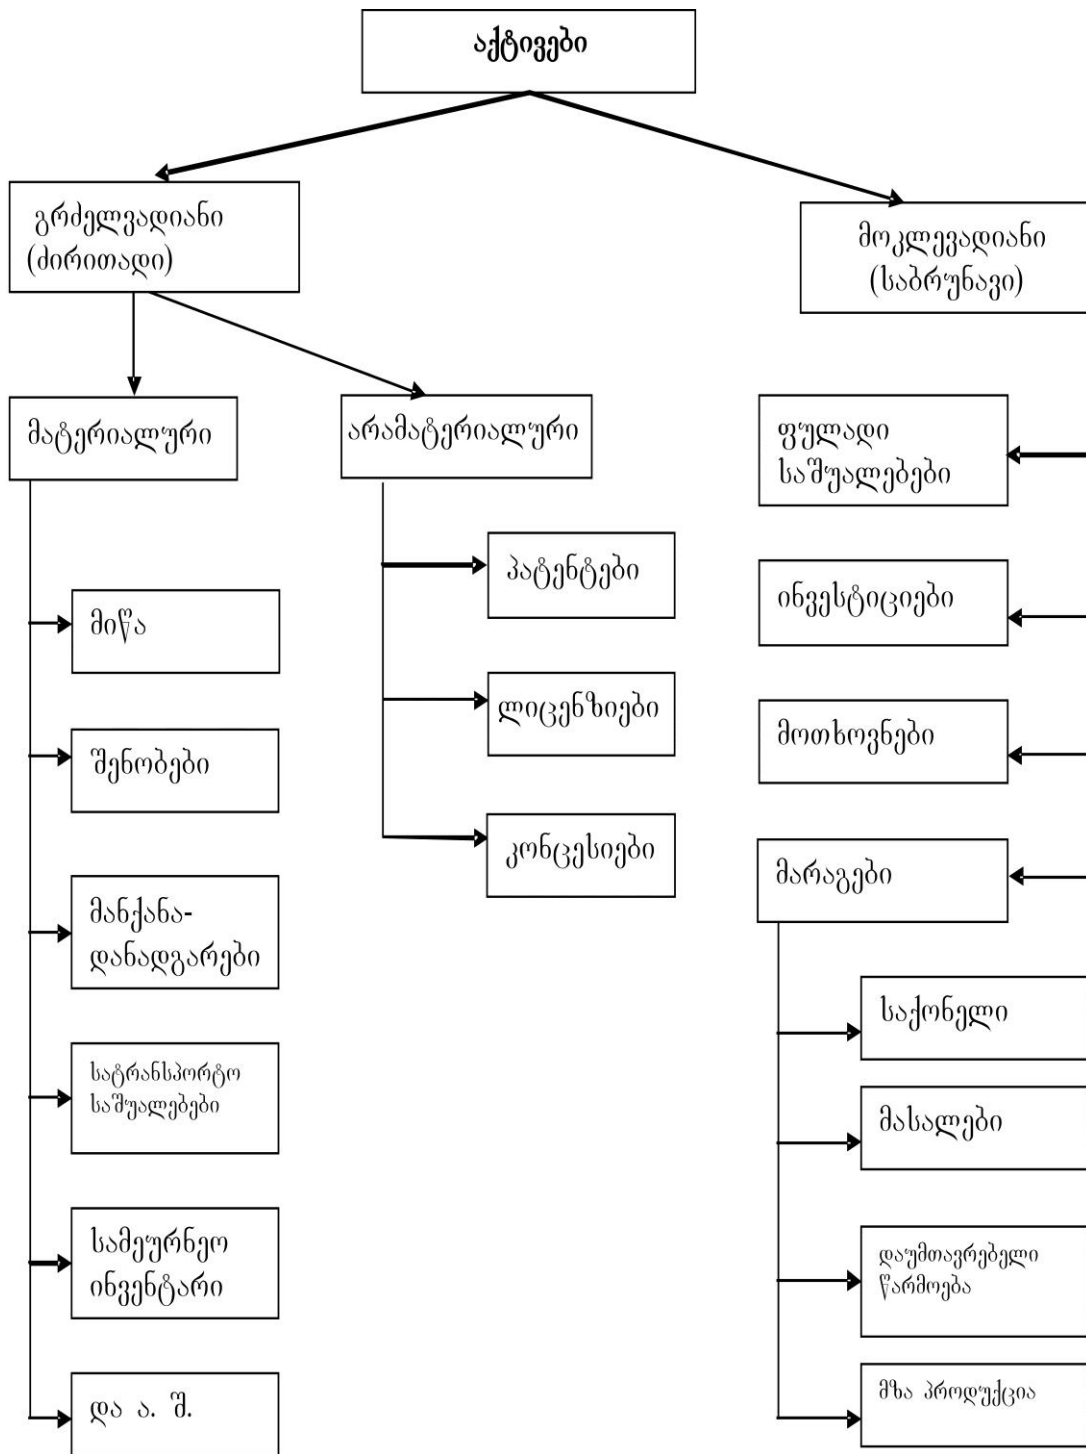 აქტივები
გრძელვადიანი
(ძირითადი)
მოკლევადიანი
(საბრუნავი)
მატერიალური
არამატერიალური
ფულადი
საშუალებები
მიწა
შენობები
მანქანა-
დანადგარები
სატრანსპორტო
საშუალებები
სამეურნეო
ინვენტარი
და ა. შ.
პატენტები
ლიცენზიები
კონცესიები
ინვესტიციები
მოთხოვნები
მარაგები
საქონელი
მასალები
დაუმთავრებელი
წარმოება
მზა პროდუქცია